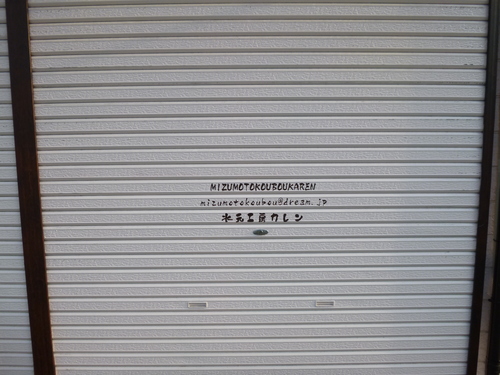 MIZUMOTOKOUBOUKAREN
mizumotokoubou@dream.jp
水元工房カレン